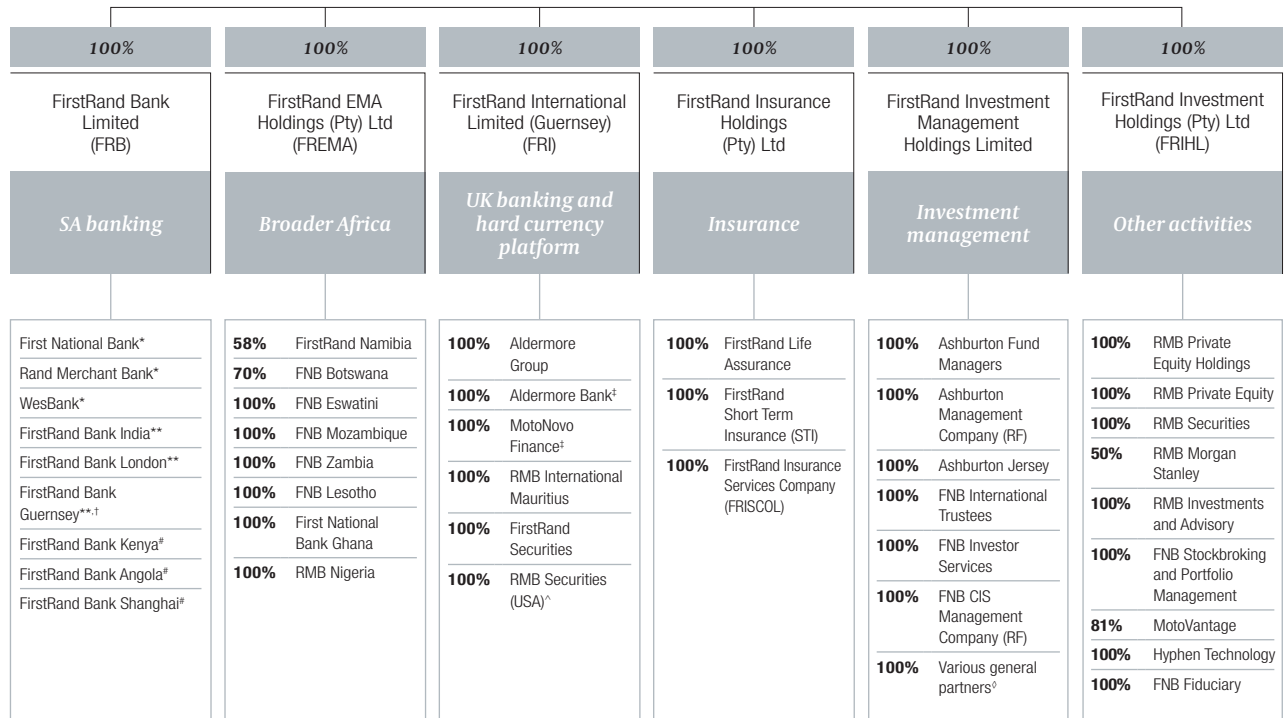 100%
FirstRand Bank
Limited
(FRB)
SA banking
First National Bank*
Rand Merchant Bank*
WesBank*
FirstRand Bank India**
FirstRand Bank London**
FirstRand Bank
Guernsey**,†
FirstRand Bank Kenya#
FirstRand Bank Angola#
FirstRand Bank Shanghai#
100%
FirstRand EMA
Holdings (Pty) Ltd
(FREMA)
Broader Africa
58% FirstRand Namibia
70% FNB Botswana
100% FNB Eswatini
100% FNB Mozambique
100% FNB Zambia
100% FNB Lesotho
100% First National
Bank Ghana
100% RMB Nigeria
100%
FirstRand International
Limited (Guernsey)
(FRI)
UK banking and
hard currency
platform
100% Aldermore
Group
100% Aldermore Bank‡
100% MotoNovo
Finance‡
100% RMB International
Mauritius
100% FirstRand
Securities
100% RMB Securities
(USA)^
100%
FirstRand Insurance
Holdings
(Pty) Ltd
Insurance
100% FirstRand Life
Assurance
100% FirstRand
Short Term
Insurance (STI)
100% FirstRand Insurance
Services Company
(FRISCOL)
100%
FirstRand Investment
Management
Holdings Limited
Investment
management
100% Ashburton Fund
Managers
100% Ashburton
Management
Company (RF)
100% Ashburton Jersey
100% FNB International
Trustees
100% FNB Investor
Services
100% FNB CIS
Management
Company (RF)
100% Various general
partners◊
100%
FirstRand Investment
Holdings (Pty) Ltd
(FRIHL)
Other activities
100% RMB Private
Equity Holdings
100% RMB Private Equity
100% RMB Securities
50% RMB Morgan
Stanley
100% RMB Investments
and Advisory
100% FNB Stockbroking
and Portfolio
Management
81% MotoVantage
100% Hyphen Technology
100% FNB Fiduciary